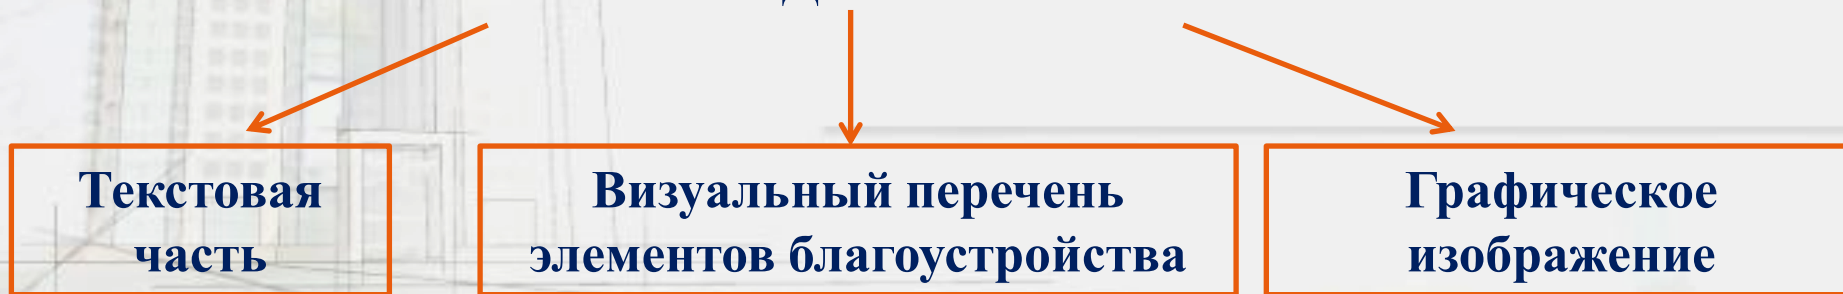 Текстовая
часть
Визуальный перечень
элементов благоустройства
Графическое
изображение